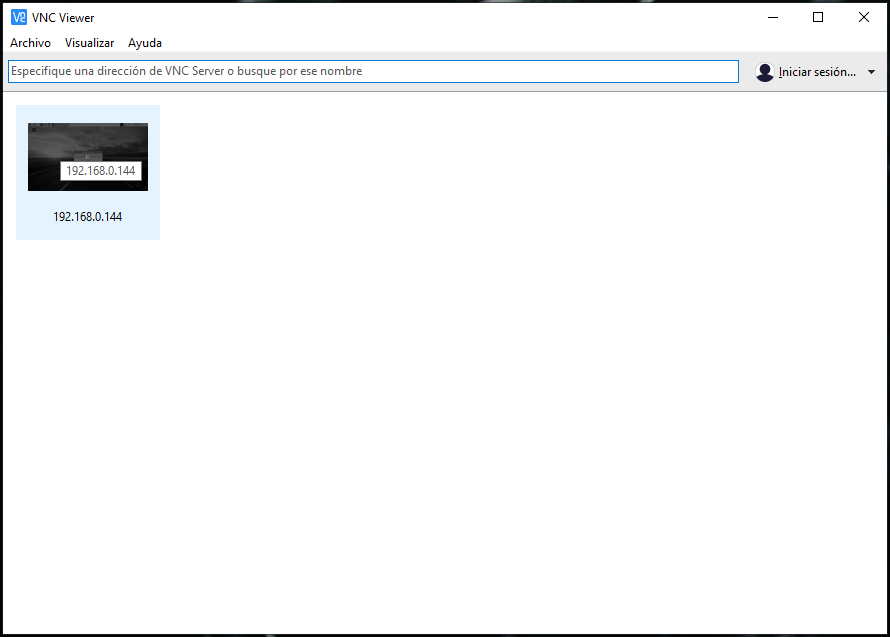 VNC Viewer
Archivo Visualizar Ayuda
Especifique una dirección de VNC Server o busque por ese nombre
Iniciar sesión...
192.168.0.144
192.168.0.144